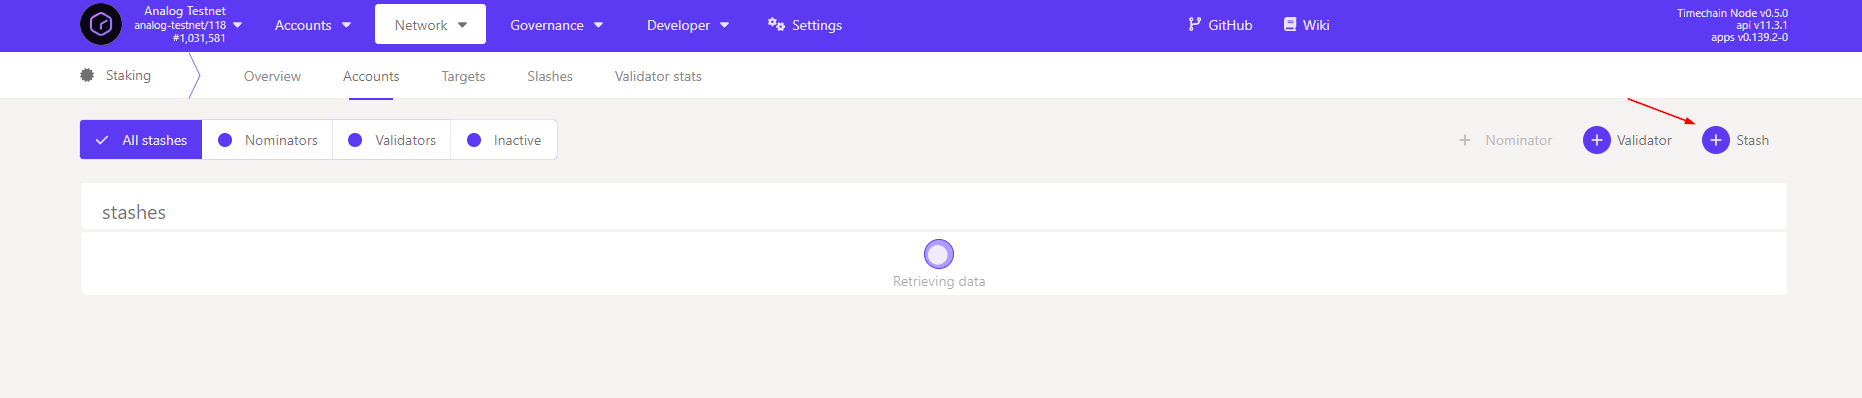 Analog Testnet
analog-testnet/118
#1,031,581
Accounts
Network
Governance
Developer
Settings
GitHub
Wiki
Timechain Node v0.5.0
api v11.3.1
apps v0.139.2-0
Staking
Overview
Accounts
Targets
Slashes
Validator stats
All stashes
Nominators
Validators
Inactive
Nominator
Validator
Stash
stashes
Retrieving data